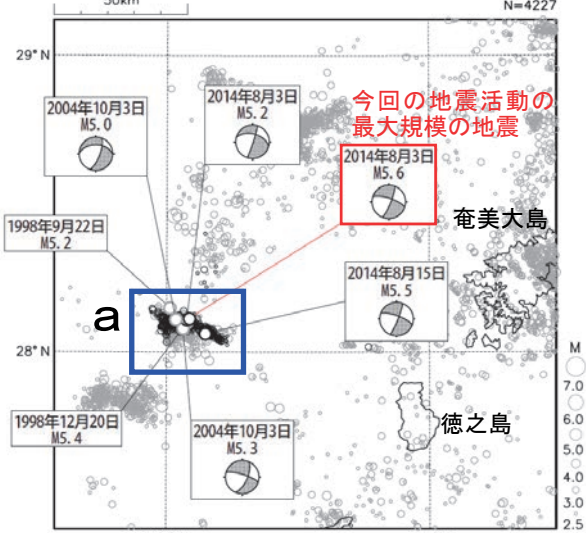 50km
N=4227
29°N
2004年10月3日
M5.0
2014年8月3日
M5.2
今回の地震活動の
最大規模の地震
2014年8月3日
M5.6
奄美大島
1998年9月22日
M5.2
2014年8月15日
M5.5
a
28°N
1998年12月20日
M5.4
2004年10月3日
M5.3
徳之島
M
7.0
6.0
5.0
4.0
3.0
2.5